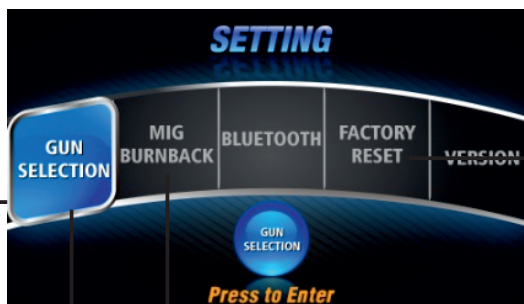 SETTING
GUN
SELECTION
MIG
BURNBACK
BLUETOOTH
FACTORY
RESET
VERSION
GUN
SELECTION
Press to Enter